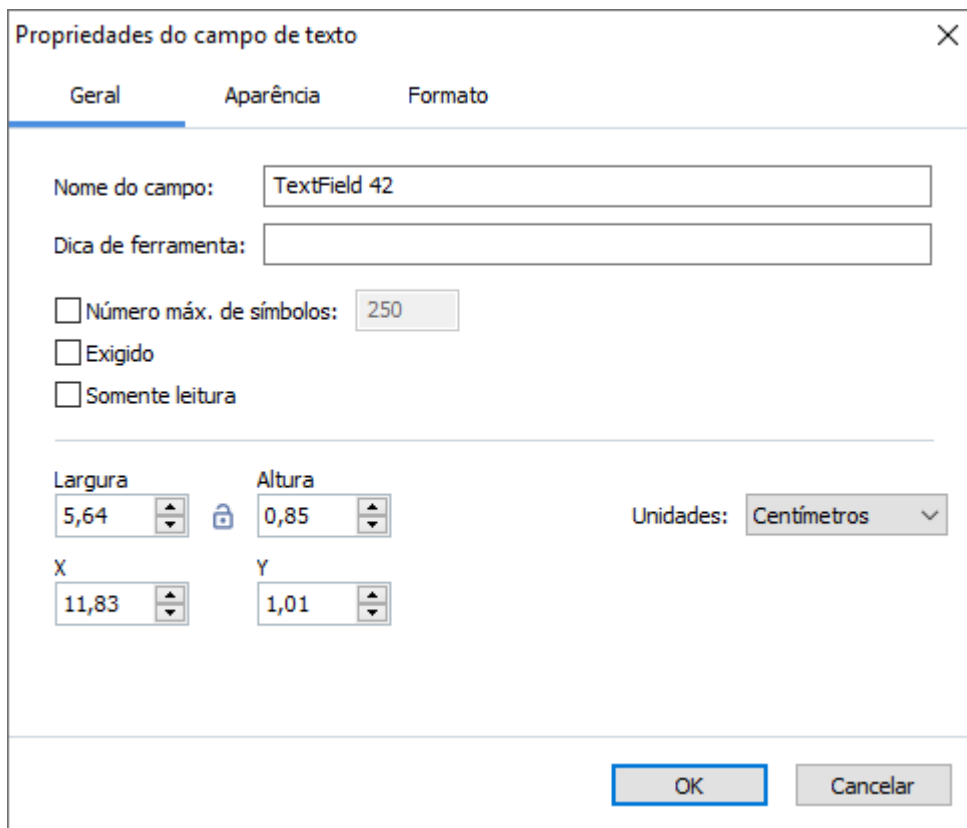 Propriedades do campo de texto
Geral Aparência Formato
Nome do campo: TextField 42
Dica de ferramenta:
Número máx. de símbolos: 250
Exigido
Somente leitura
Largura Altura
5,64 0,85 Unidades: Centímetros
X Y
11,83 1,01
OK Cancelar